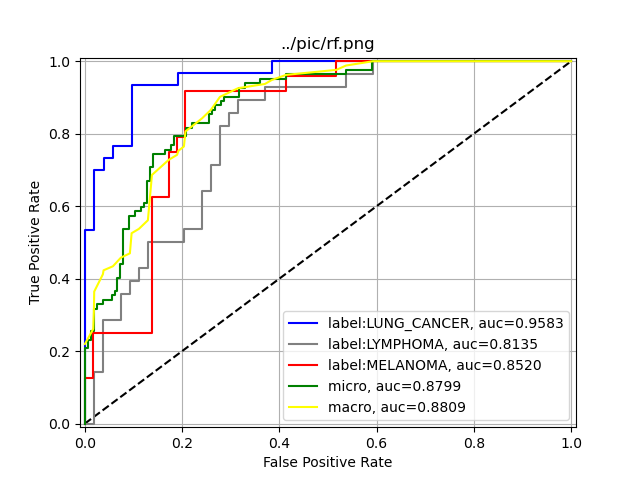 ../pic/rf.png
True Positive Rate
1.0
0.8
0.6
0.4
0.2
0.0
label:LUNG_CANCER, auc=0.9583
label:LYMPHOMA, auc=0.8135
label:MELANOMA, auc=0.8520
micro, auc=0.8799
macro, auc=0.8809
0.0 0.2 0.4 0.6 0.8 1.0
False Positive Rate